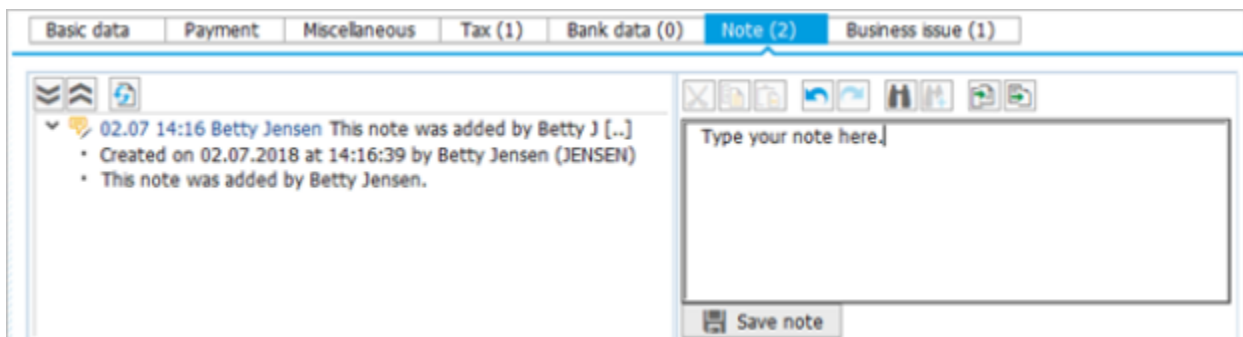 Basic data Payment Miscellaneous Tax (1) Bank data (0) Note (2) Business issue (1)
02.07 14:16 Betty Jensen This note was added by Betty J [..]
Created on 02.07.2018 at 14:16:39 by Betty Jensen (JENSEN)
This note was added by Betty Jensen.
Type your note here.
Save note